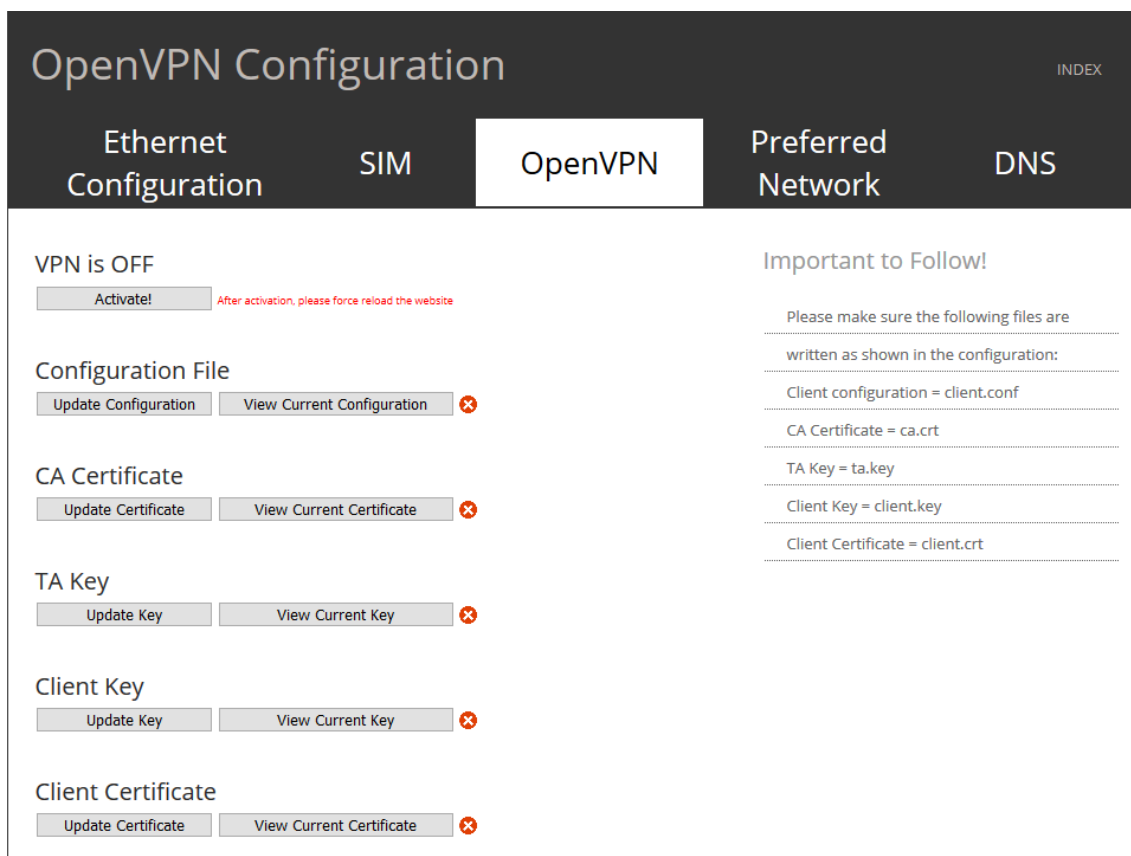 OpenVPN Configuration
INDEX
Ethernet
Configuration
SIM
OpenVPN
Preferred
Network
DNS
VPN is OFF
Activate!
After activation, please force reload the website
Configuration File
Update Configuration
View Current Configuration
CA Certificate
Update Certificate
View Current Certificate
TA Key
Update Key
View Current Key
Client Key
Update Key
View Current Key
Client Certificate
Update Certificate
View Current Certificate
Important to Follow!
Please make sure the following files are
written as shown in the configuration:
Client configuration = client.conf
CA Certificate = ca.crt
TA Key = ta.key
Client Key = client.key
Client Certificate = client.crt